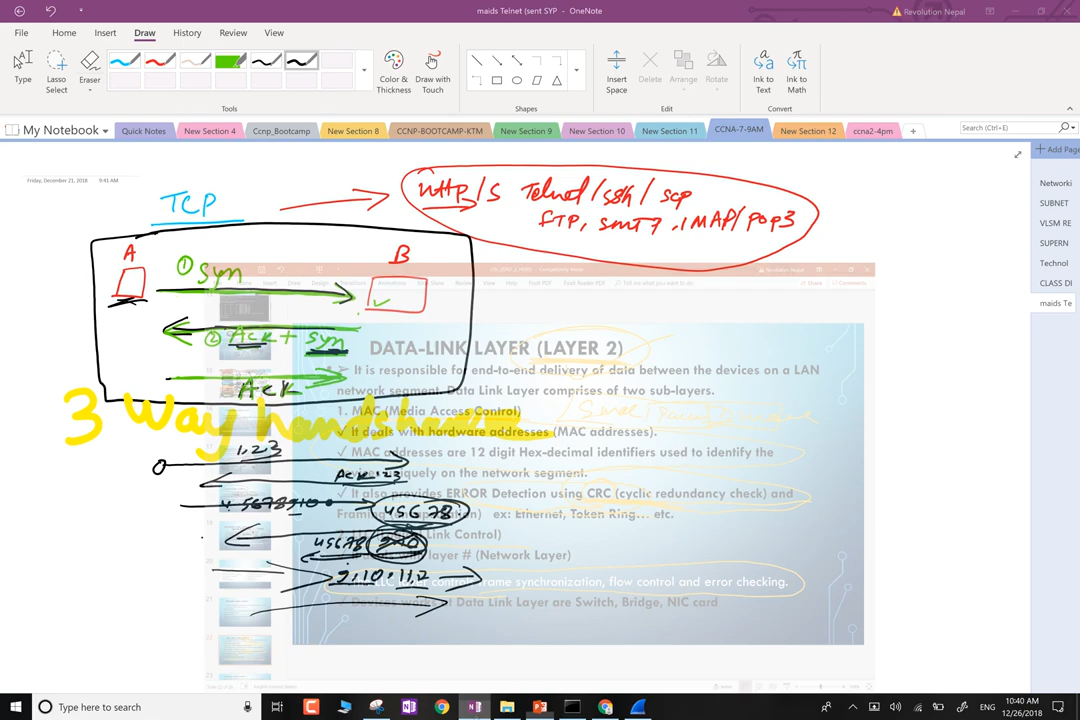 maids Telnet (sent SYP - OneNote
Revolution Nepal
File Home Insert Draw History Review View
Type Lasso Select Eraser Color & Thickness Draw with Touch Insert Space Delete Arrange Rotate Ink to Text Ink to Math
Tools Shapes Edit Convert
My Notebook Quick Notes New Section 4 Ccnp_Bootcamp New Section 8 CCNP-BOOTCAMP-KTM New Section 9 New Section 10 New Section 11 CCNA-7-9AM New Section 12 ccna2-4pm Search (Ctrl+E)
Add Page
Friday, December 21, 2018 9:41 AM
Networki
SUBNET
VLSM RE
SUPERN
Technol
CLASS DI
maids Te
TCP
HTTP/S Telnet/ssh/scp
FTP, SMTP, IMAP/POP3
A B
① Syn
② Ack + syn
ACK
3 Way handshake
DATA-LINK LAYER (LAYER 2)
It is responsible for end-to-end delivery of data between the devices on a LAN
network segment. Data Link Layer comprises of two sub-layers.
1. MAC (Media Access Control)
✓ It deals with hardware addresses (MAC addresses).
✓ MAC addresses are 12 digit Hex-decimal identifiers used to identify the
uniquely on the network segment.
✓ It also provides ERROR Detection using CRC (cyclic redundancy check) and
ex: Ethernet, Token Ring... etc.
Link Control)
layer # (Network Layer)
frame synchronization, flow control and error checking.
✓ Devices works at Data Link Layer are Switch, Bridge, NIC card
1,2,3
45678
45678
9.10.11.12
Type here to search
ENG
10:40 AM
12/26/2018